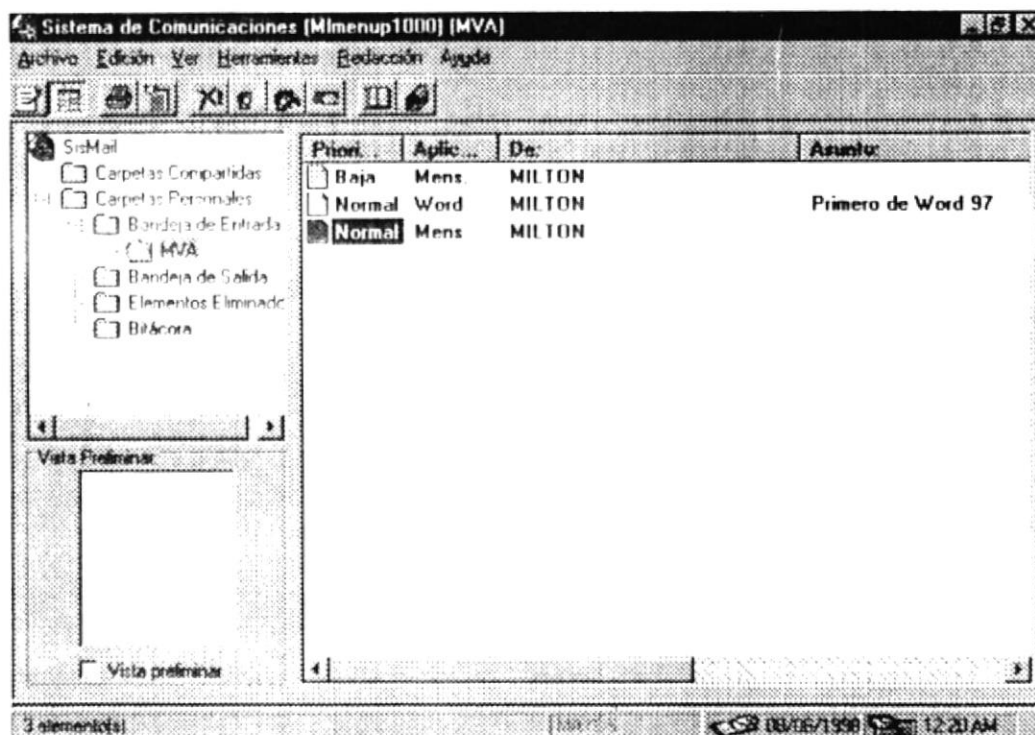 Sistema de Comunicaciones [MImenup1000] (MVA)
Archivo Edición Ver Herramientas Redacción Ayuda
SisMail
Carpetas Compartidas
Carpetas Personales
Bandeja de Entrada
MVA
Bandeja de Salida
Elementos Eliminado
Bitácora
Priori... Aplic... De: Asunto:
Baja Mens. MILTON
Normal Word MILTON Primero de Word 97
Normal Mens MILTON
Vista Preliminar:
Vista preliminar
3 elemento(s) 08/06/1998 12:20 AM